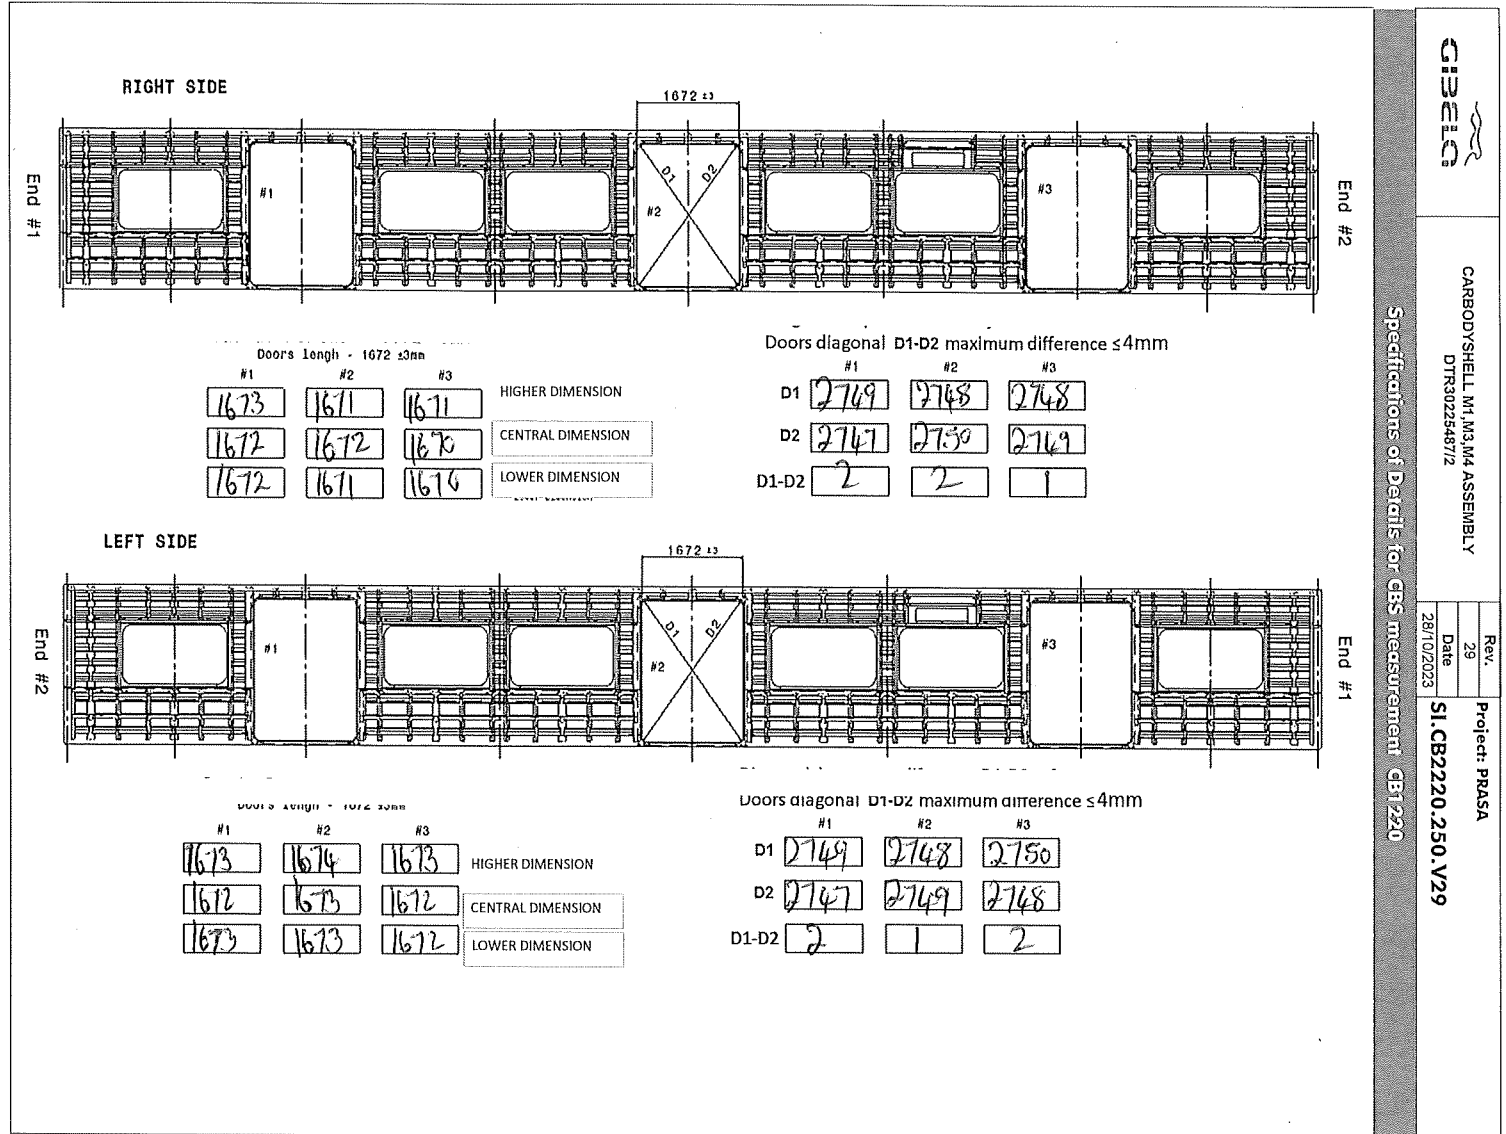 RIGHT SIDE
1672 ±3
End #1
#1
D1
D2
#2
#3
End #2
Doors lengh - 1672 ±3mm
#1 #2 #3
1673 1671 1671 HIGHER DIMENSION
1672 1672 1670 CENTRAL DIMENSION
1672 1671 LOWER DIMENSION
Doors diagonal D1-D2 maximum difference ≤4mm
#1 #2 #3
D1 2749 2748 2748
D2 2747 2750 2749
D1-D2 2 2 1
LEFT SIDE
1672 ±3
End #2
#1
D1
D2
#2
#3
End #1
Doors lengh - 1672 ±3mm
#1 #2 #3
1673 1674 1673 HIGHER DIMENSION
1672 1673 1672 CENTRAL DIMENSION
1673 1673 1672 LOWER DIMENSION
Doors diagonal D1-D2 maximum difference ≤4mm
#1 #2 #3
D1 2749 2748 2750
D2 2747 2749 2748
D1-D2 2 1 2
GIBELA
CARBODYSHELL M1,M3,M4 ASSEMBLY
DTR30225487/2
Rev.
29
Date
28/10/2023
Project: PRASA
SI.CB2220.250.V29
Specifications of Details for CBS measurement CB1220